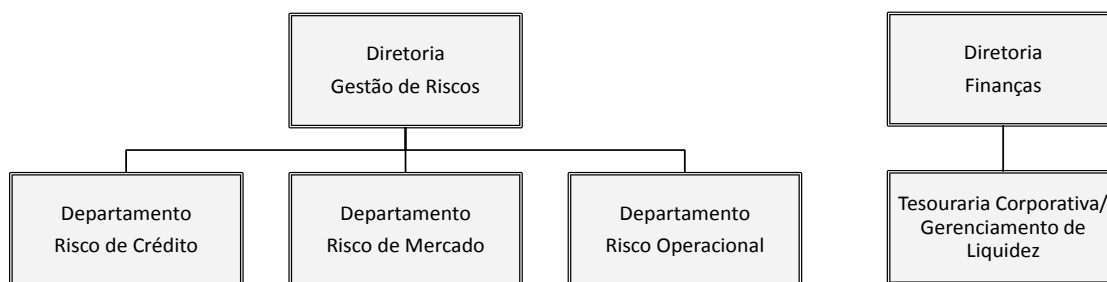 Diretoria
Gestão de Riscos
Diretoria
Finanças
Departamento
Risco de Crédito
Departamento
Risco de Mercado
Departamento
Risco Operacional
Tesouraria Corporativa/
Gerenciamento de
Liquidez